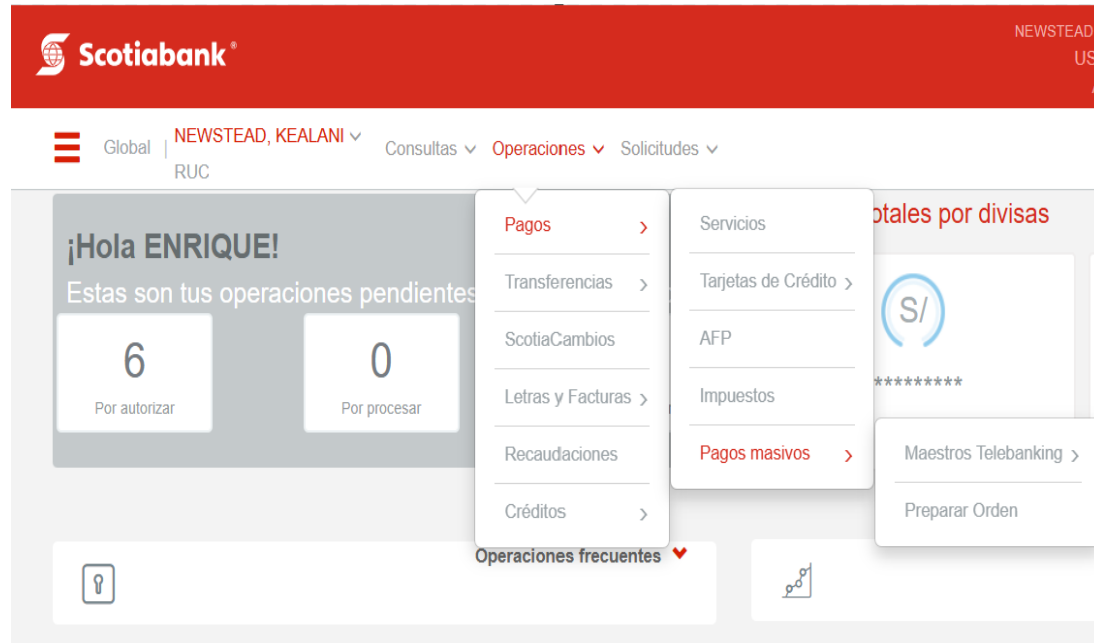 Scotiabank®
NEWSTEAD
US
Global | NEWSTEAD, KEALANI
RUC
Consultas
Operaciones
Solicitudes
¡Hola ENRIQUE!
Estas son tus operaciones pendientes
6
Por autorizar
0
Por procesar
Pagos
Transferencias
ScotiaCambios
Letras y Facturas
Recaudaciones
Créditos
Servicios
Tarjetas de Crédito
AFP
Impuestos
Pagos masivos
Maestros Telebanking
Preparar Orden
otales por divisas
S/
*********
Operaciones frecuentes